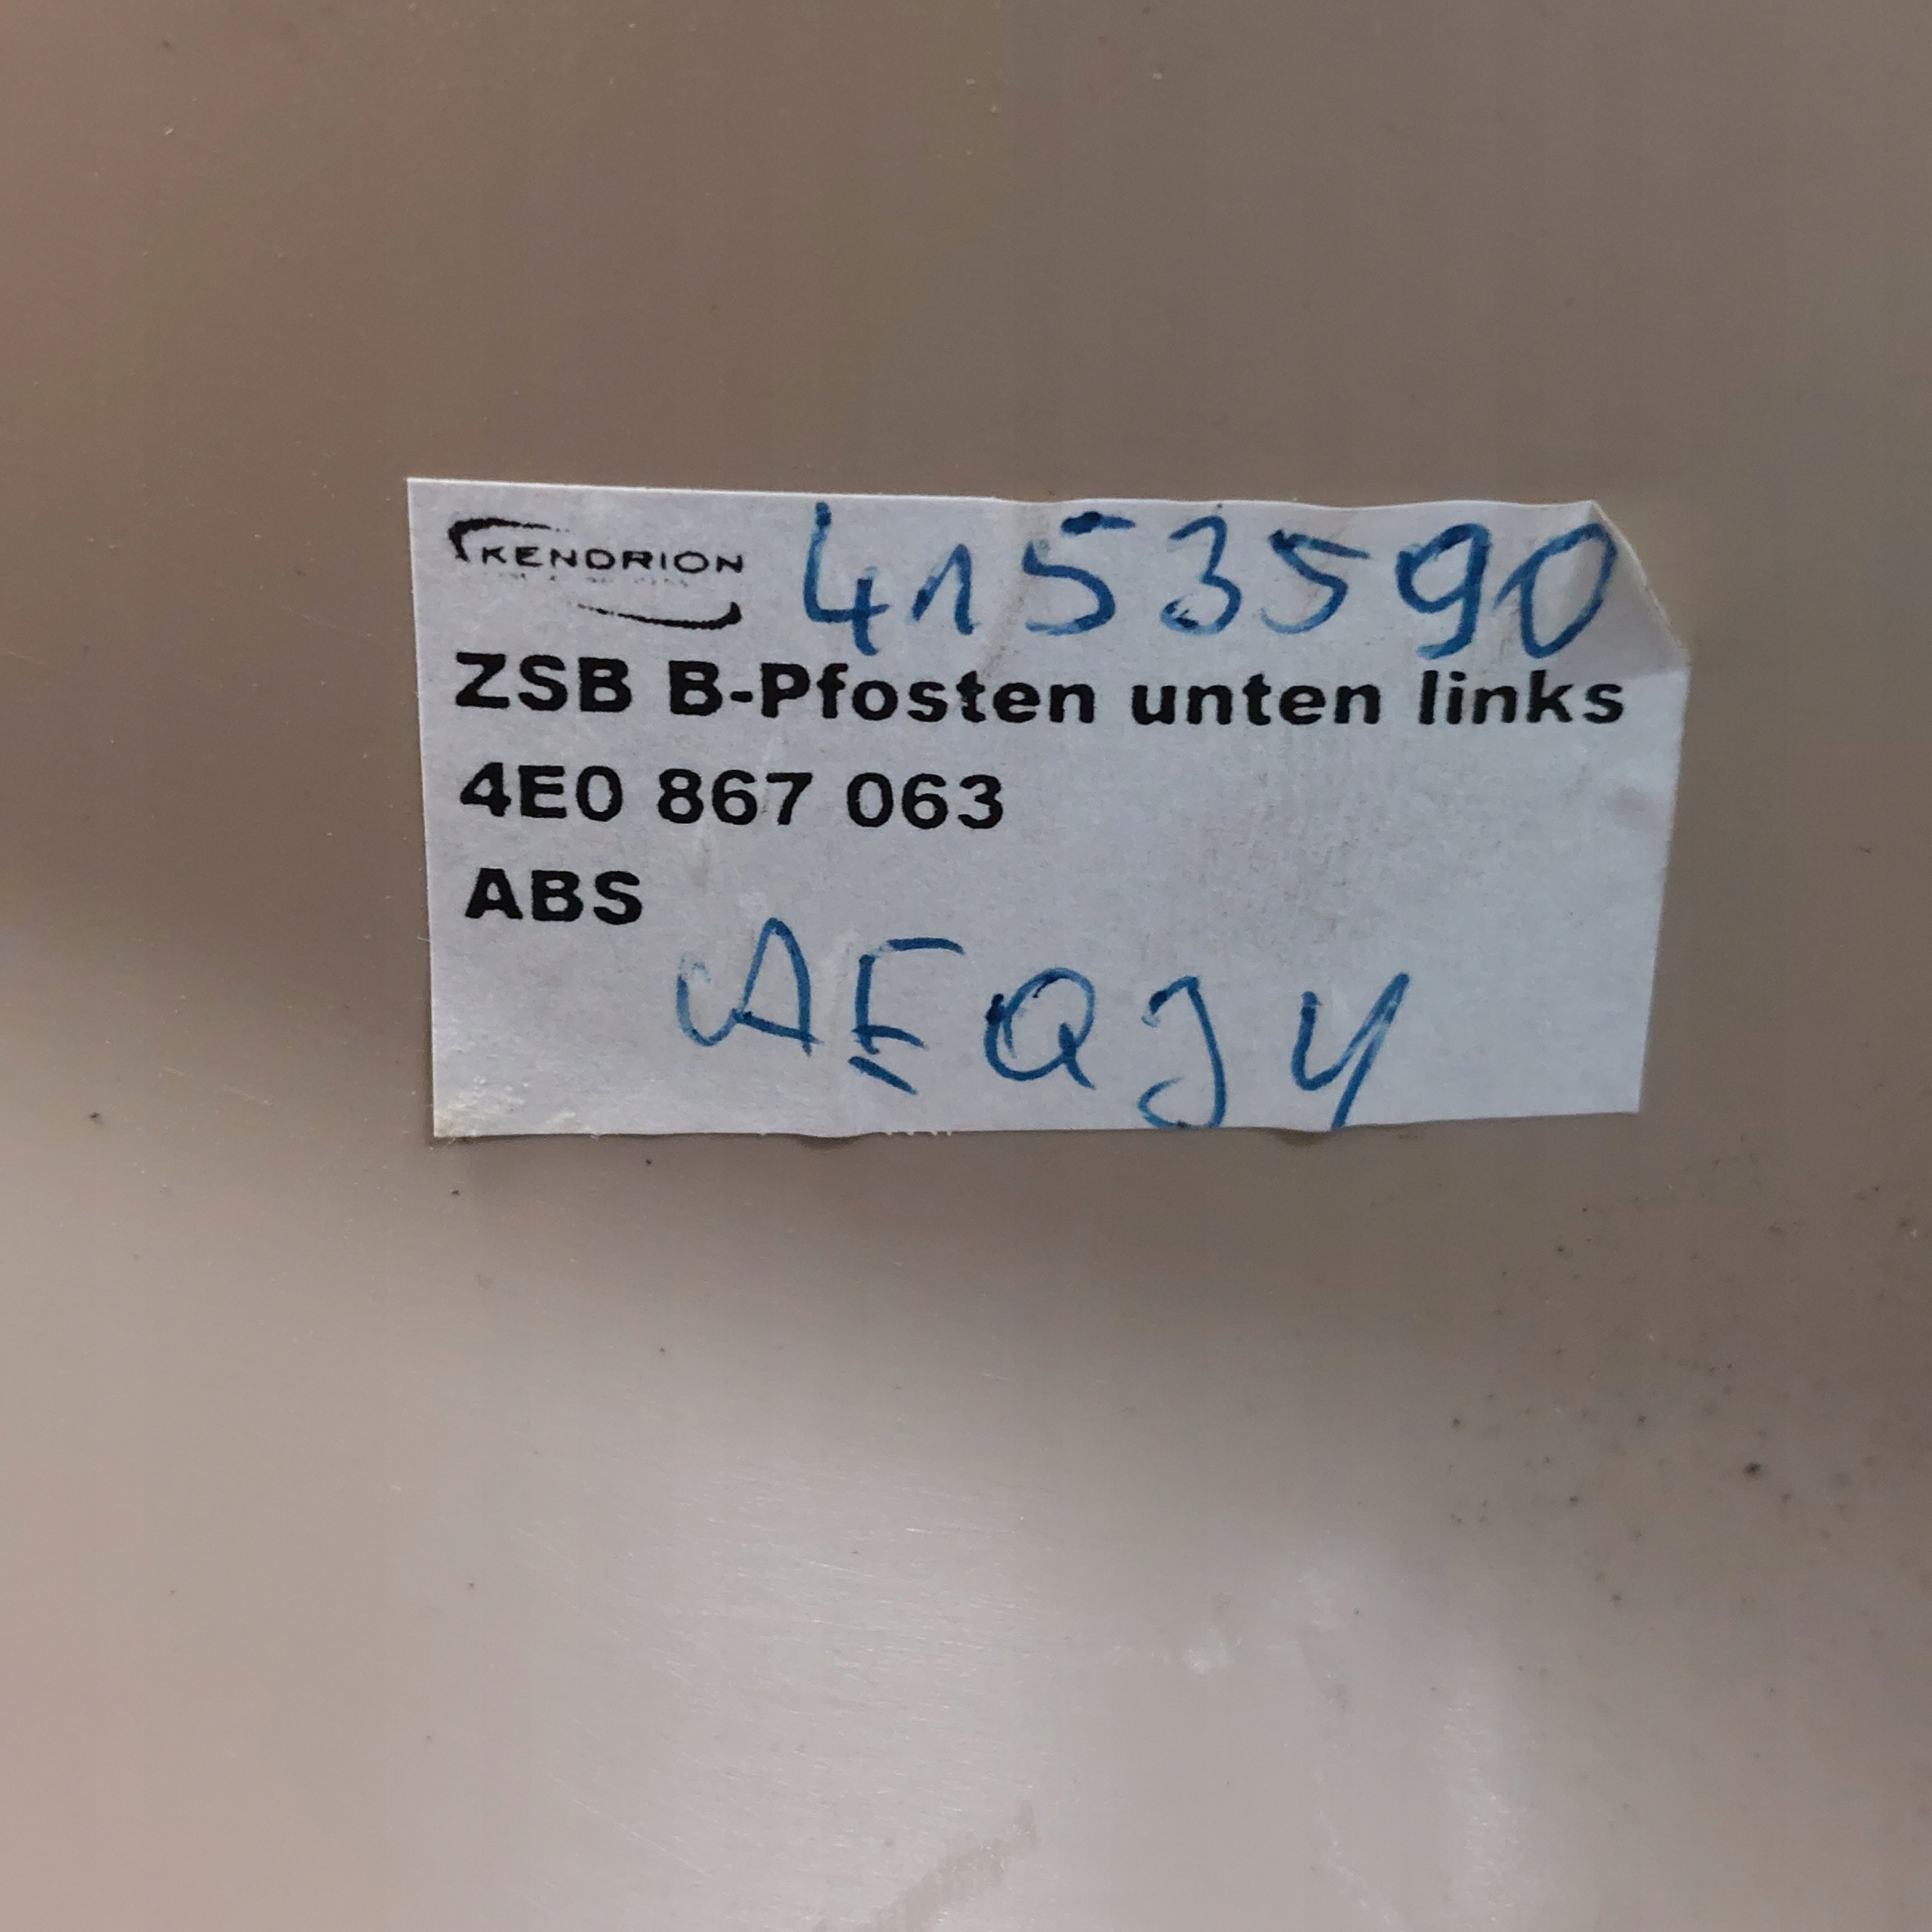 KENDRION 4153590
ZSB B-Pfosten unten links
4E0 867 063
ABS
AEQJY